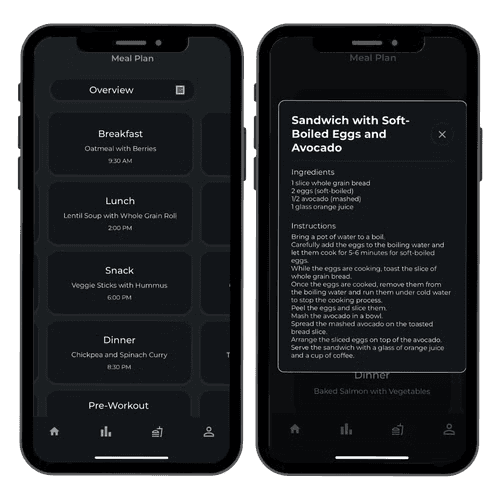 Meal Plan
Overview
Breakfast
Oatmeal with Berries
9:30 AM
Lunch
Lentil Soup with Whole Grain Roll
2:00 PM
Snack
Veggie Sticks with Hummus
6:00 PM
Dinner
Chickpea and Spinach Curry
8:30 PM
Pre-Workout
Meal Plan
Sandwich with Soft-
Boiled Eggs and
Avocado
Ingredients
1 slice whole grain bread
2 eggs (soft-boiled)
1/2 avocado (mashed)
1 glass orange juice
Instructions
Bring a pot of water to a boil.
Carefully add the eggs to the boiling water and
let them cook for 5-6 minutes for soft-boiled
eggs.
While the eggs are cooking, toast the slice of
whole grain bread.
Once the eggs are cooked, remove them from
the boiling water and run them under cold water
to stop the cooking process.
Peel the eggs and slice them.
Mash the avocado in a bowl.
Spread the mashed avocado on the toasted
bread slice.
Arrange the sliced eggs on top of the avocado.
Serve the sandwich with a glass of orange juice
and a cup of coffee.
Dinner
Baked Salmon with Vegetables